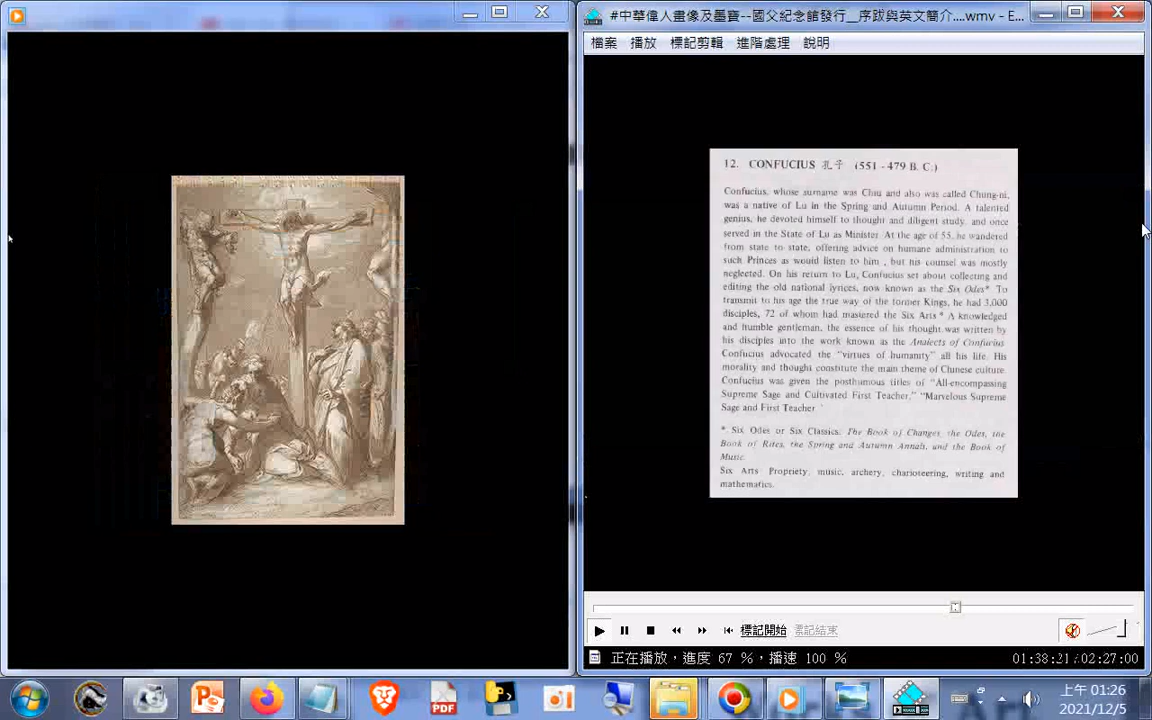 #中華偉人畫像及墨寶--國父紀念館發行__序跋與英文簡介....wmv - E...
檔案 播放 標記剪輯 進階處理 說明
12. CONFUCIUS 孔子 (551 - 479 B. C.)
Confucius, whose surname was Chiu and also was called Chung-ni,
was a native of Lu in the Spring and Autumn Period. A talented
genius, he devoted himself to thought and diligent study, and once
served in the State of Lu as Minister. At the age of 55, he wandered
from state to state, offering advice on humane administration to
such Princes as would listen to him , but his counsel was mostly
neglected. On his return to Lu, Confucius set about collecting and
editing the old national lyrics, now known as the Six Odes* To
transmit to his age the true way of the former Kings, he had 3,000
disciples, 72 of whom had mastered the Six Arts* A knowledged
and humble gentleman, the essence of his thought was written by
his disciples into the work known as the Analects of Confucius
Confucius advocated the "virtues of humanity" all his life. His
morality and thought constitute the main theme of Chinese culture.
Confucius was given the posthumous titles of "All-encompassing
Supreme Sage and Cultivated First Teacher," "Marvelous Supreme
Sage and First Teacher
* Six Odes or Six Classics. The Book of Changes, the Odes, the
Book of Rites, the Spring and Autumn Annals, and the Book of
Music.
Six Arts Propriety, music, archery, charioteering, writing and
mathematics.
標記開始 標記結束
正在播放，進度 67 %，播速 100 % 01:38:21 / 02:27:00
PDF
上午 01:26
2021/12/5